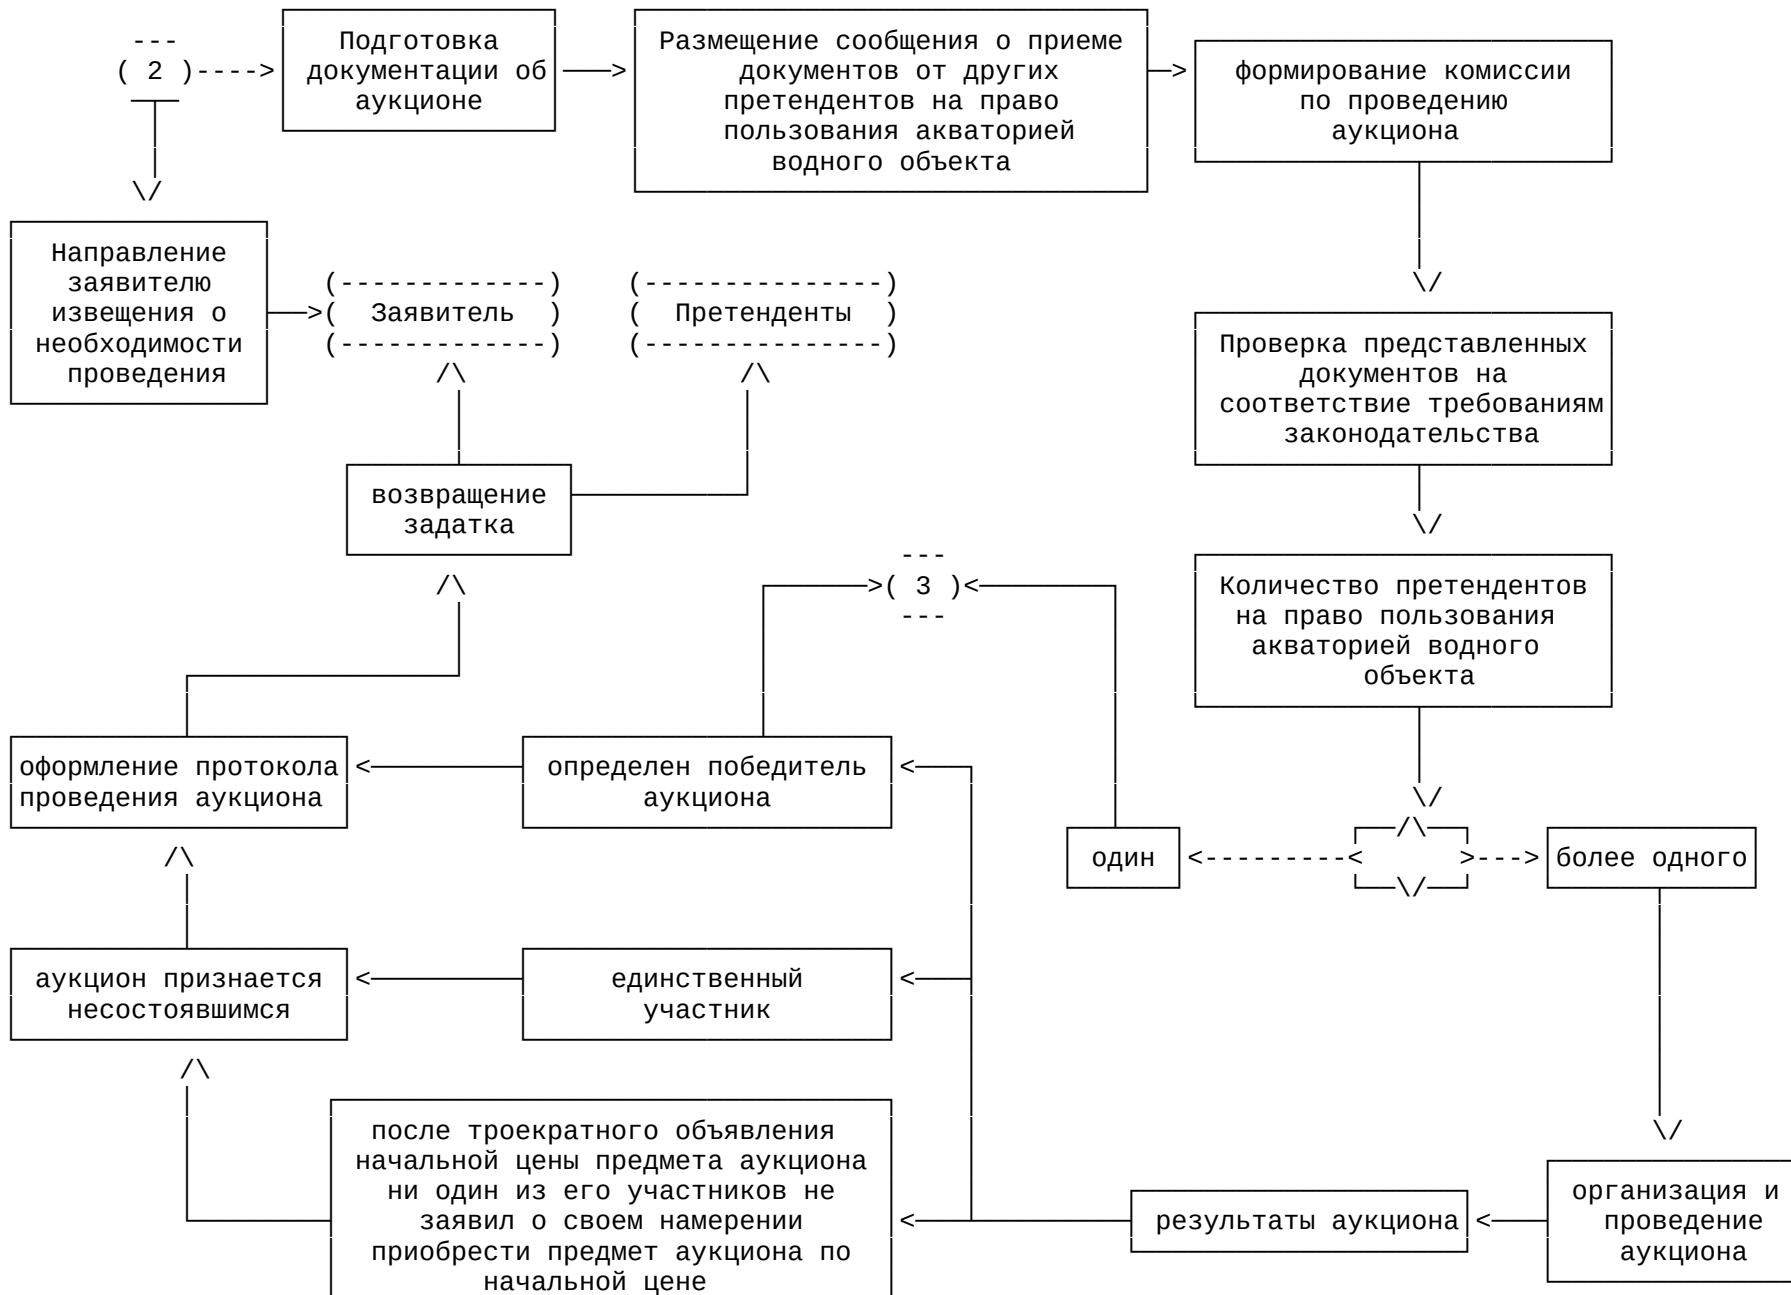 ( 2 )
Подготовка
документации об
аукционе
Размещение сообщения о приеме
документов от других
претендентов на право
пользования акваторией
водного объекта
формирование комиссии
по проведению
аукциона
Направление
заявителю
извещения о
необходимости
проведения
( Заявитель )
( Претенденты )
Проверка представленных
документов на
соответствие требованиям
законодательства
возвращение
задатка
( 3 )
Количество претендентов
на право пользования
акваторией водного
объекта
оформление протокола
проведения аукциона
определен победитель
аукциона
один
более одного
аукцион признается
несостоявшимся
единственный
участник
после троекратного объявления
начальной цены предмета аукциона
ни один из его участников не
заявил о своем намерении
приобрести предмет аукциона по
начальной цене
результаты аукциона
организация и
проведение
аукциона